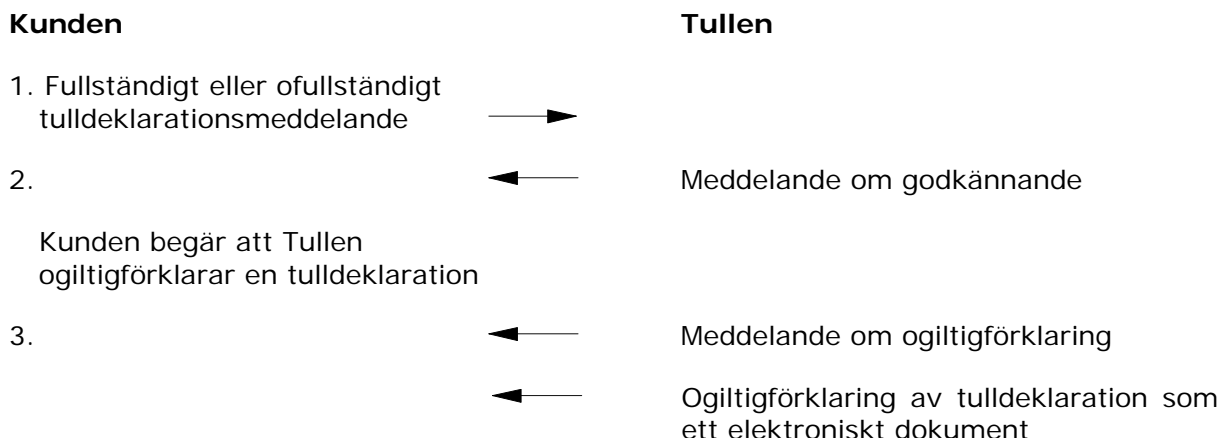 Kunden Tullen
1. Fullständigt eller ofullständigt
tulldeklarationsmeddelande
2. Meddelande om godkännande
Kunden begär att Tullen
ogiltigförklarar en tulldeklaration
3. Meddelande om ogiltigförklaring
Ogiltigförklaring av tulldeklaration som
ett elektroniskt dokument